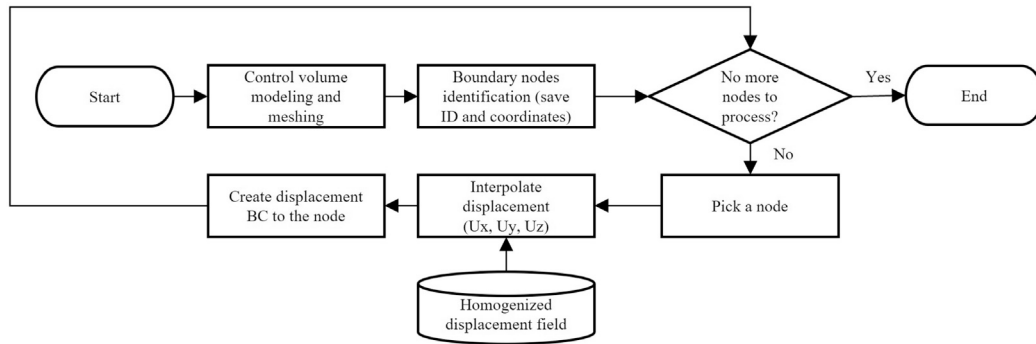 Start
Control volume
modeling and
meshing
Boundary nodes
identification (save
ID and coordinates)
No more
nodes to
process?
Yes
End
No
Pick a node
Interpolate
displacement
(Ux, Uy, Uz)
Create displacement
BC to the node
Homogenized
displacement field